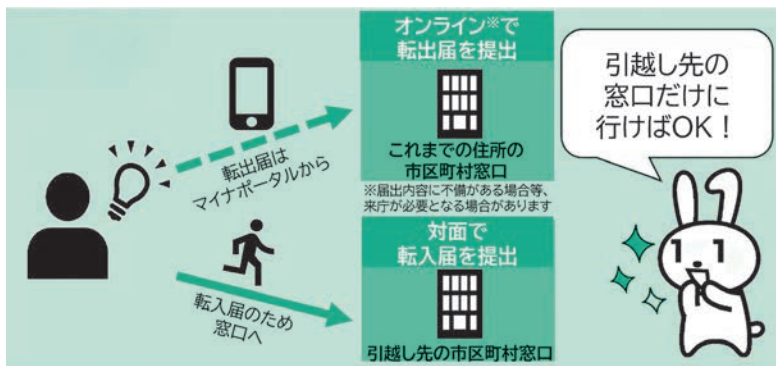 オンライン※で
転出届を提出
これまでの住所の
市区町村窓口
※届出内容に不備がある場合等、
来庁が必要となる場合があります
転出届は
マイナポータルから
対面で
転入届を提出
引越し先の市区町村窓口
転入届のため
窓口へ
引越し先の
窓口だけに
行けばOK！